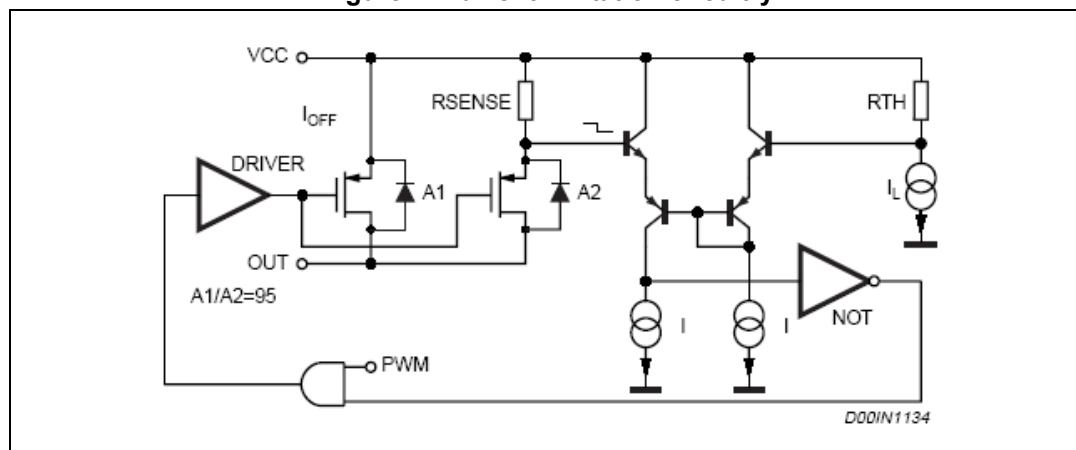 VCC
RSENSE
RTH
IOFF
DRIVER
A1
A2
IL
OUT
A1/A2=95
I
I
NOT
PWM
D00IN1134